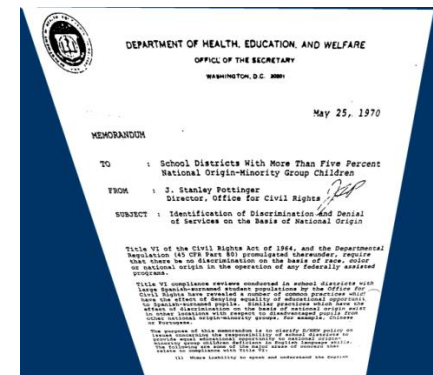 DEPARTMENT OF HEALTH, EDUCATION, AND WELFARE
OFFICE OF THE SECRETARY
WASHINGTON, D.C. 20201
May 25, 1970
MEMORANDUM
TO : School Districts With More Than Five Percent
National Origin-Minority Group Children
FROM : J. Stanley Pottinger
Director, Office for Civil Rights
SUBJECT : Identification of Discrimination and Denial
of Services on the Basis of National Origin
Title VI of the Civil Rights Act of 1964, and the Departmental
Regulation (45 CFR Part 80) promulgated thereunder, require
that there be no discrimination on the basis of race, color
or national origin in the operation of any federally assisted
programs.
Title VI compliance reviews conducted in school districts with
large Spanish-surnamed student populations by the Office for
Civil Rights have revealed a number of common practices which
have the effect of denying equality of educational opportunit
to Spanish-surnamed pupils. Similar practices which have the
effect of discrimination on the basis of national origin exist
in other locations with respect to disadvantaged pupils from
other national origin-minority groups, for example, Chinese
or Portugese.
The purpose of this memorandum is to clarify D/HEW policy on
issues concerning the responsibility of school districts to
provide equal educational opportunity to national origin-
minority group children deficient in English language skills.
The following are some of the major areas of concern that
relate to compliance with Title VI:
(1) Where inability to speak and understand the English